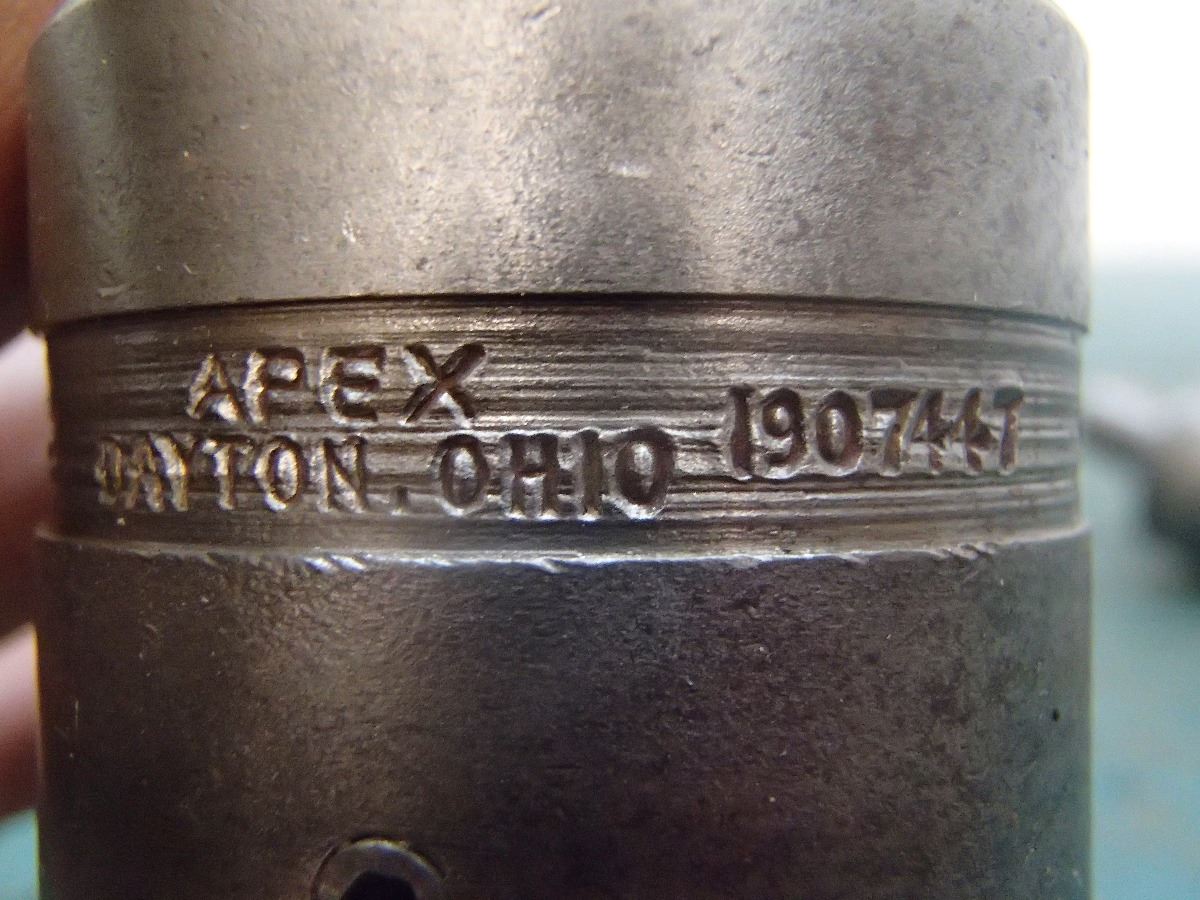 APEX
DAYTON, OHIO 1907447